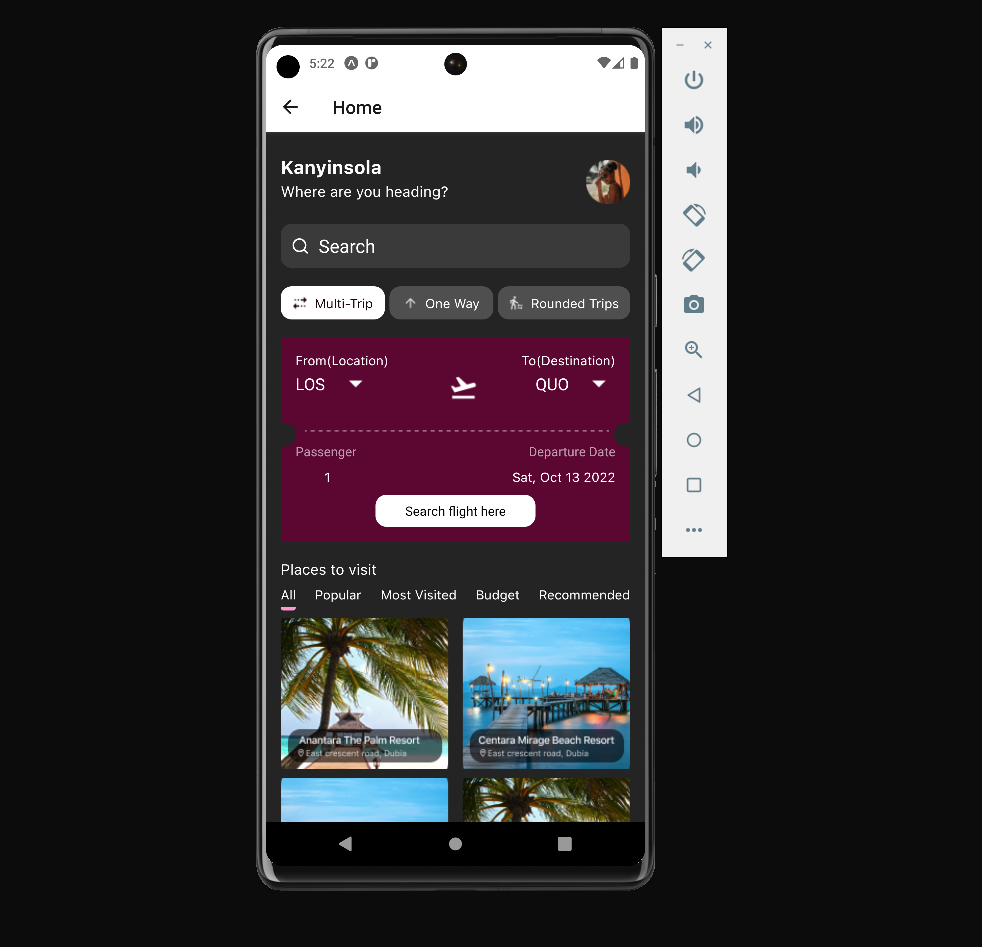 5:22
Home
Kanyinsola
Where are you heading?
Search
Multi-Trip One Way Rounded Trips
From(Location) To(Destination)
LOS QUO
Passenger Departure Date
1 Sat, Oct 13 2022
Search flight here
Places to visit
All Popular Most Visited Budget Recommended
Anantara The Palm Resort Centara Mirage Beach Resort
East crescent road, Dubia East crescent road, Dubia